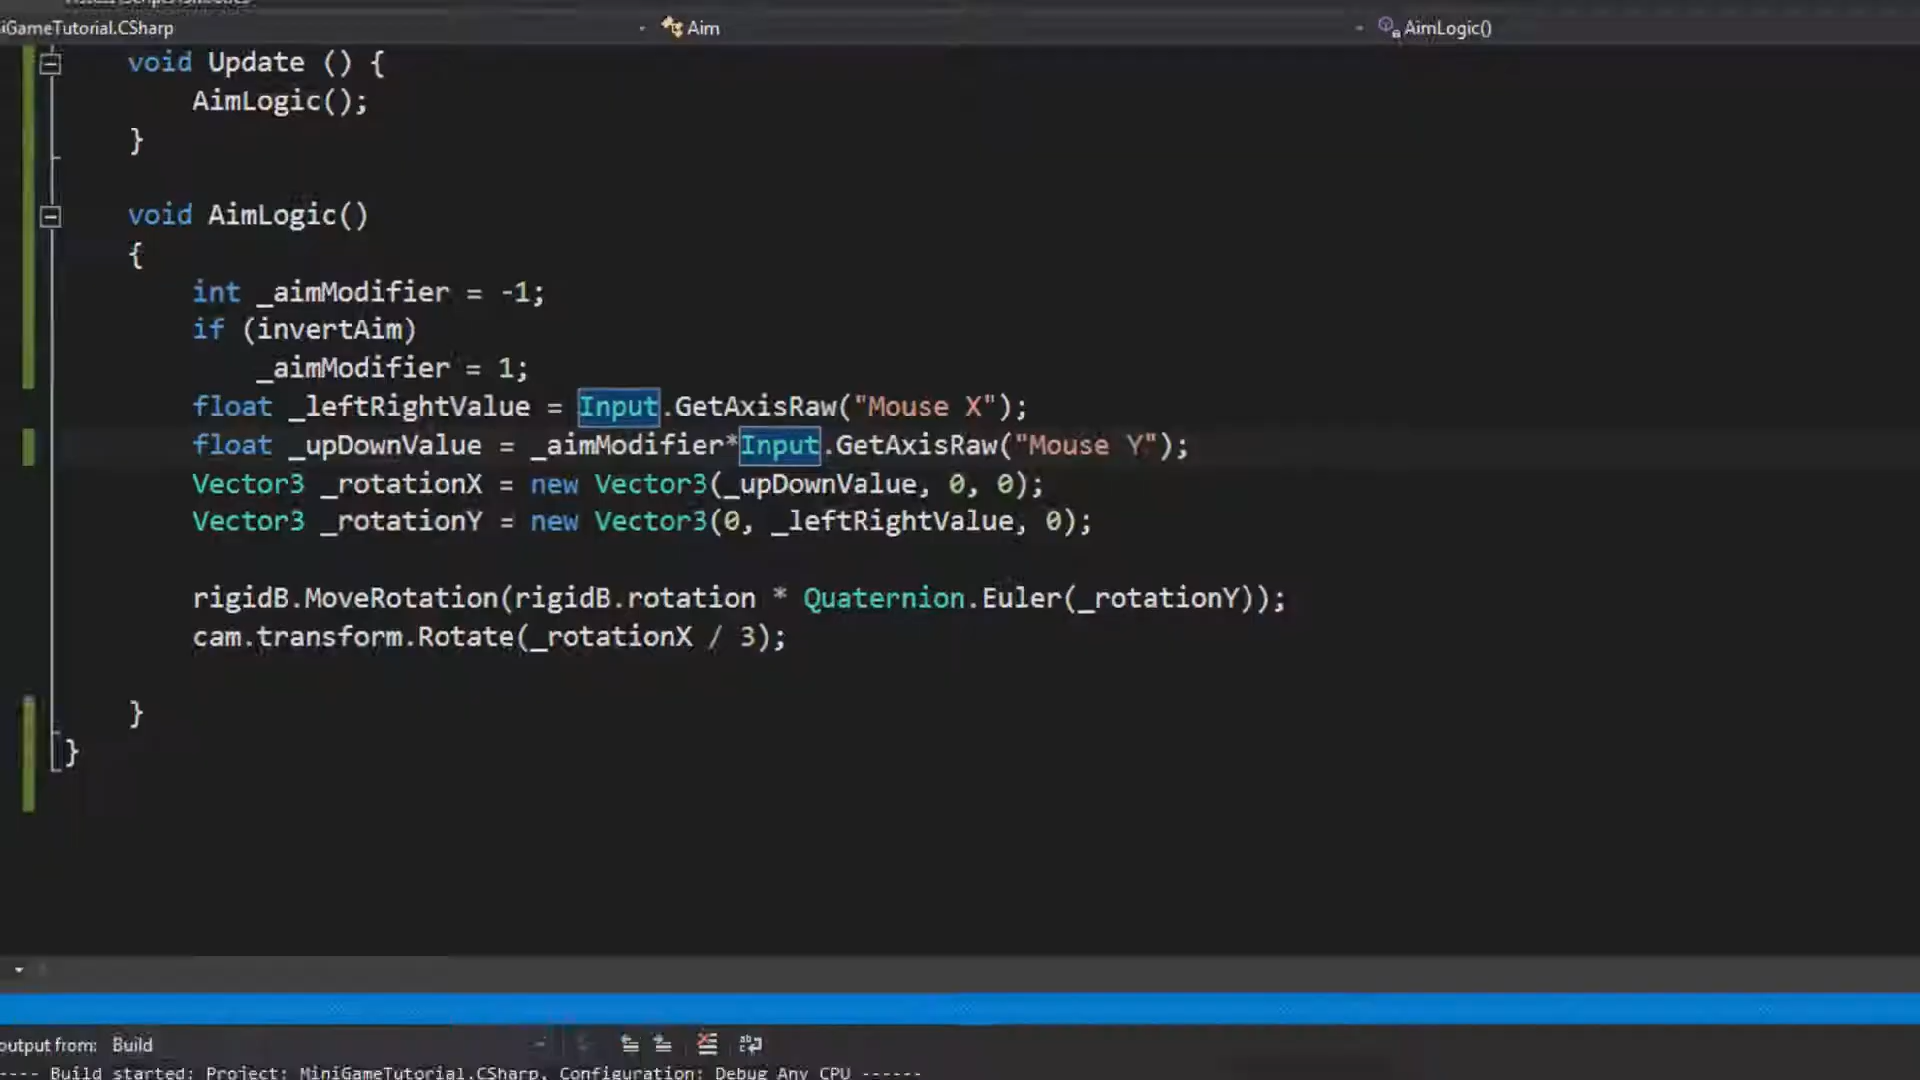 iGameTutorial.CSharp Aim AimLogic()
void Update () {
AimLogic();
}
void AimLogic()
{
int _aimModifier = -1;
if (invertAim)
_aimModifier = 1;
float _leftRightValue = Input.GetAxisRaw("Mouse X");
float _upDownValue = _aimModifier*Input.GetAxisRaw("Mouse Y");
Vector3 _rotationX = new Vector3(_upDownValue, 0, 0);
Vector3 _rotationY = new Vector3(0, _leftRightValue, 0);
rigidB.MoveRotation(rigidB.rotation * Quaternion.Euler(_rotationY));
cam.transform.Rotate(_rotationX / 3);
}
}
output from: Build
---- Build started: Project: MiniGameTutorial.CSharp, Configuration: Debug Any CPU ------